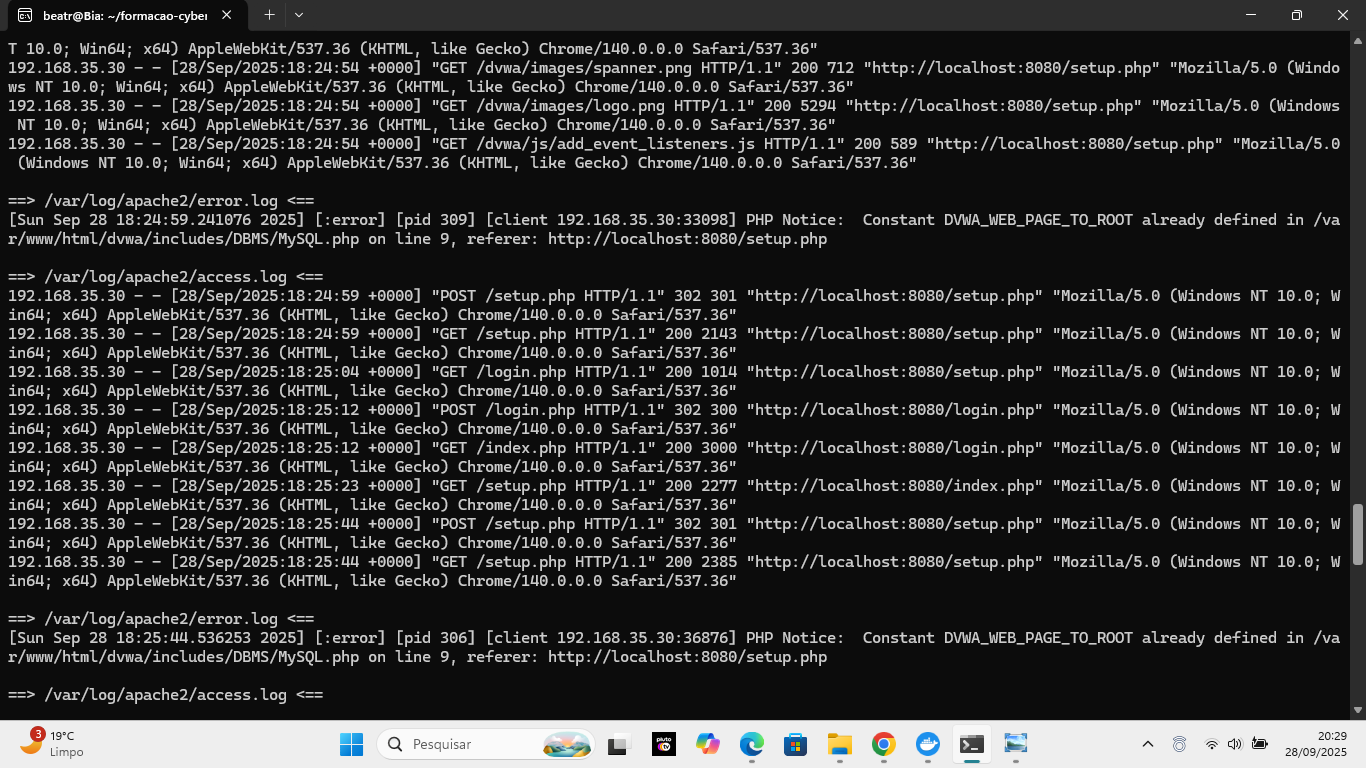 beatr@Bia: ~/formacao-cyber
T 10.0; Win64; x64) AppleWebKit/537.36 (KHTML, like Gecko) Chrome/140.0.0.0 Safari/537.36"
192.168.35.30 - - [28/Sep/2025:18:24:54 +0000] "GET /dvwa/images/spanner.png HTTP/1.1" 200 712 "http://localhost:8080/setup.php" "Mozilla/5.0 (Windo
ws NT 10.0; Win64; x64) AppleWebKit/537.36 (KHTML, like Gecko) Chrome/140.0.0.0 Safari/537.36"
192.168.35.30 - - [28/Sep/2025:18:24:54 +0000] "GET /dvwa/images/logo.png HTTP/1.1" 200 5294 "http://localhost:8080/setup.php" "Mozilla/5.0 (Windows
 NT 10.0; Win64; x64) AppleWebKit/537.36 (KHTML, like Gecko) Chrome/140.0.0.0 Safari/537.36"
192.168.35.30 - - [28/Sep/2025:18:24:54 +0000] "GET /dvwa/js/add_event_listeners.js HTTP/1.1" 200 589 "http://localhost:8080/setup.php" "Mozilla/5.0
 (Windows NT 10.0; Win64; x64) AppleWebKit/537.36 (KHTML, like Gecko) Chrome/140.0.0.0 Safari/537.36"
==> /var/log/apache2/error.log <==
[Sun Sep 28 18:24:59.241076 2025] [:error] [pid 309] [client 192.168.35.30:33098] PHP Notice:  Constant DVWA_WEB_PAGE_TO_ROOT already defined in /va
r/www/html/dvwa/includes/DBMS/MySQL.php on line 9, referer: http://localhost:8080/setup.php
==> /var/log/apache2/access.log <==
192.168.35.30 - - [28/Sep/2025:18:24:59 +0000] "POST /setup.php HTTP/1.1" 302 301 "http://localhost:8080/setup.php" "Mozilla/5.0 (Windows NT 10.0; W
in64; x64) AppleWebKit/537.36 (KHTML, like Gecko) Chrome/140.0.0.0 Safari/537.36"
192.168.35.30 - - [28/Sep/2025:18:24:59 +0000] "GET /setup.php HTTP/1.1" 200 2143 "http://localhost:8080/setup.php" "Mozilla/5.0 (Windows NT 10.0; W
in64; x64) AppleWebKit/537.36 (KHTML, like Gecko) Chrome/140.0.0.0 Safari/537.36"
192.168.35.30 - - [28/Sep/2025:18:25:04 +0000] "GET /login.php HTTP/1.1" 200 1014 "http://localhost:8080/setup.php" "Mozilla/5.0 (Windows NT 10.0; W
in64; x64) AppleWebKit/537.36 (KHTML, like Gecko) Chrome/140.0.0.0 Safari/537.36"
192.168.35.30 - - [28/Sep/2025:18:25:12 +0000] "POST /login.php HTTP/1.1" 302 300 "http://localhost:8080/login.php" "Mozilla/5.0 (Windows NT 10.0; W
in64; x64) AppleWebKit/537.36 (KHTML, like Gecko) Chrome/140.0.0.0 Safari/537.36"
192.168.35.30 - - [28/Sep/2025:18:25:12 +0000] "GET /index.php HTTP/1.1" 200 3000 "http://localhost:8080/login.php" "Mozilla/5.0 (Windows NT 10.0; W
in64; x64) AppleWebKit/537.36 (KHTML, like Gecko) Chrome/140.0.0.0 Safari/537.36"
192.168.35.30 - - [28/Sep/2025:18:25:23 +0000] "GET /setup.php HTTP/1.1" 200 2277 "http://localhost:8080/index.php" "Mozilla/5.0 (Windows NT 10.0; W
in64; x64) AppleWebKit/537.36 (KHTML, like Gecko) Chrome/140.0.0.0 Safari/537.36"
192.168.35.30 - - [28/Sep/2025:18:25:44 +0000] "POST /setup.php HTTP/1.1" 302 301 "http://localhost:8080/setup.php" "Mozilla/5.0 (Windows NT 10.0; W
in64; x64) AppleWebKit/537.36 (KHTML, like Gecko) Chrome/140.0.0.0 Safari/537.36"
192.168.35.30 - - [28/Sep/2025:18:25:44 +0000] "GET /setup.php HTTP/1.1" 200 2385 "http://localhost:8080/setup.php" "Mozilla/5.0 (Windows NT 10.0; W
in64; x64) AppleWebKit/537.36 (KHTML, like Gecko) Chrome/140.0.0.0 Safari/537.36"
==> /var/log/apache2/error.log <==
[Sun Sep 28 18:25:44.536253 2025] [:error] [pid 306] [client 192.168.35.30:36876] PHP Notice:  Constant DVWA_WEB_PAGE_TO_ROOT already defined in /va
r/www/html/dvwa/includes/DBMS/MySQL.php on line 9, referer: http://localhost:8080/setup.php
==> /var/log/apache2/access.log <==
3
19°C
Limpo
Pesquisar
pluto tv
20:29
28/09/2025